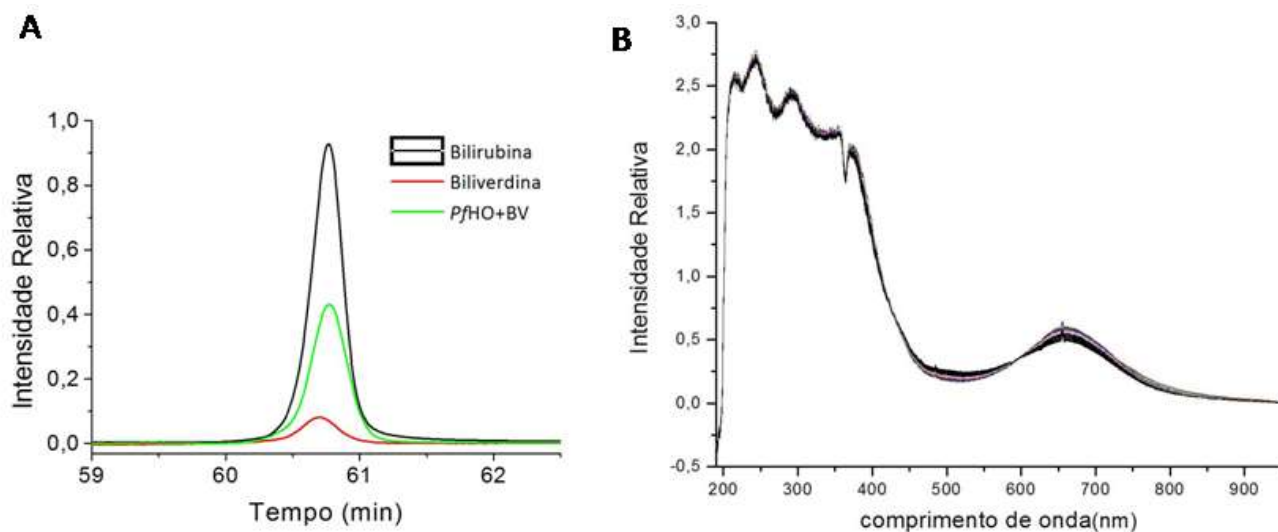 A
Intensidade Relativa
1,0
0,8
0,6
0,4
0,2
0,0
59
60
61
62
Tempo (min)
Bilirubina
Biliverdina
PfHO+BV
B
Intensidade Relativa
3,0
2,5
2,0
1,5
1,0
0,5
0,0
-0,5
200
300
400
500
600
700
800
900
comprimento de onda(nm)